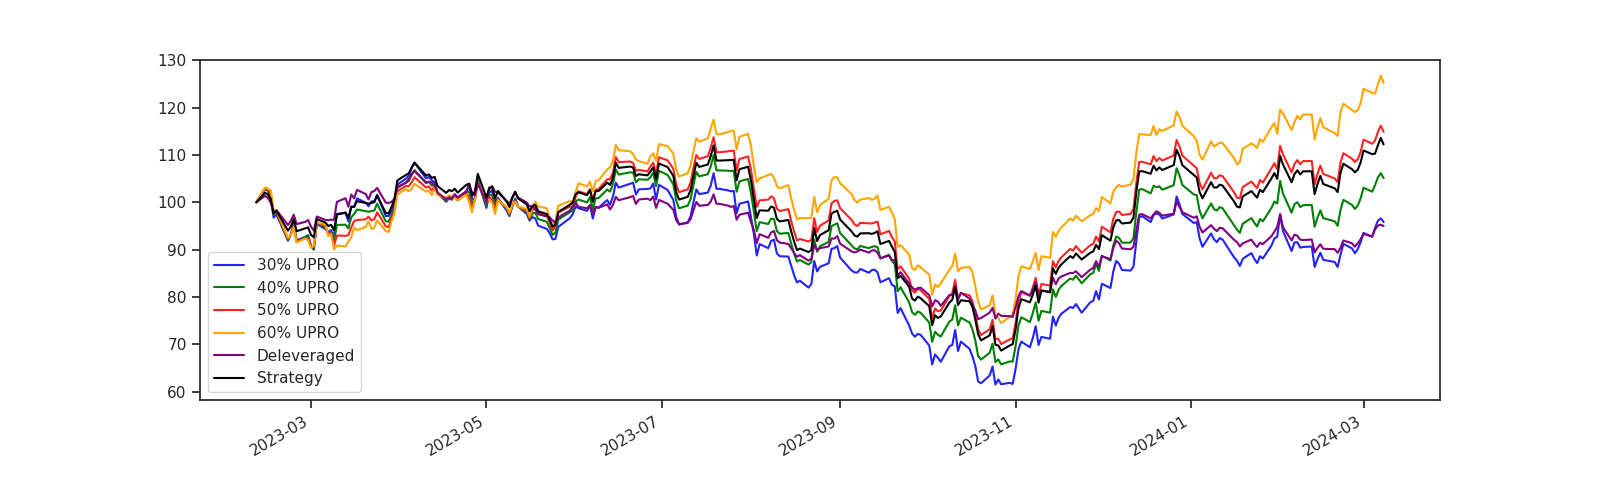 130
120
110
100
90
80
70
60
30% UPRO
40% UPRO
50% UPRO
60% UPRO
Deleveraged
Strategy
2023-03
2023-05
2023-07
2023-09
2023-11
2024-01
2024-03